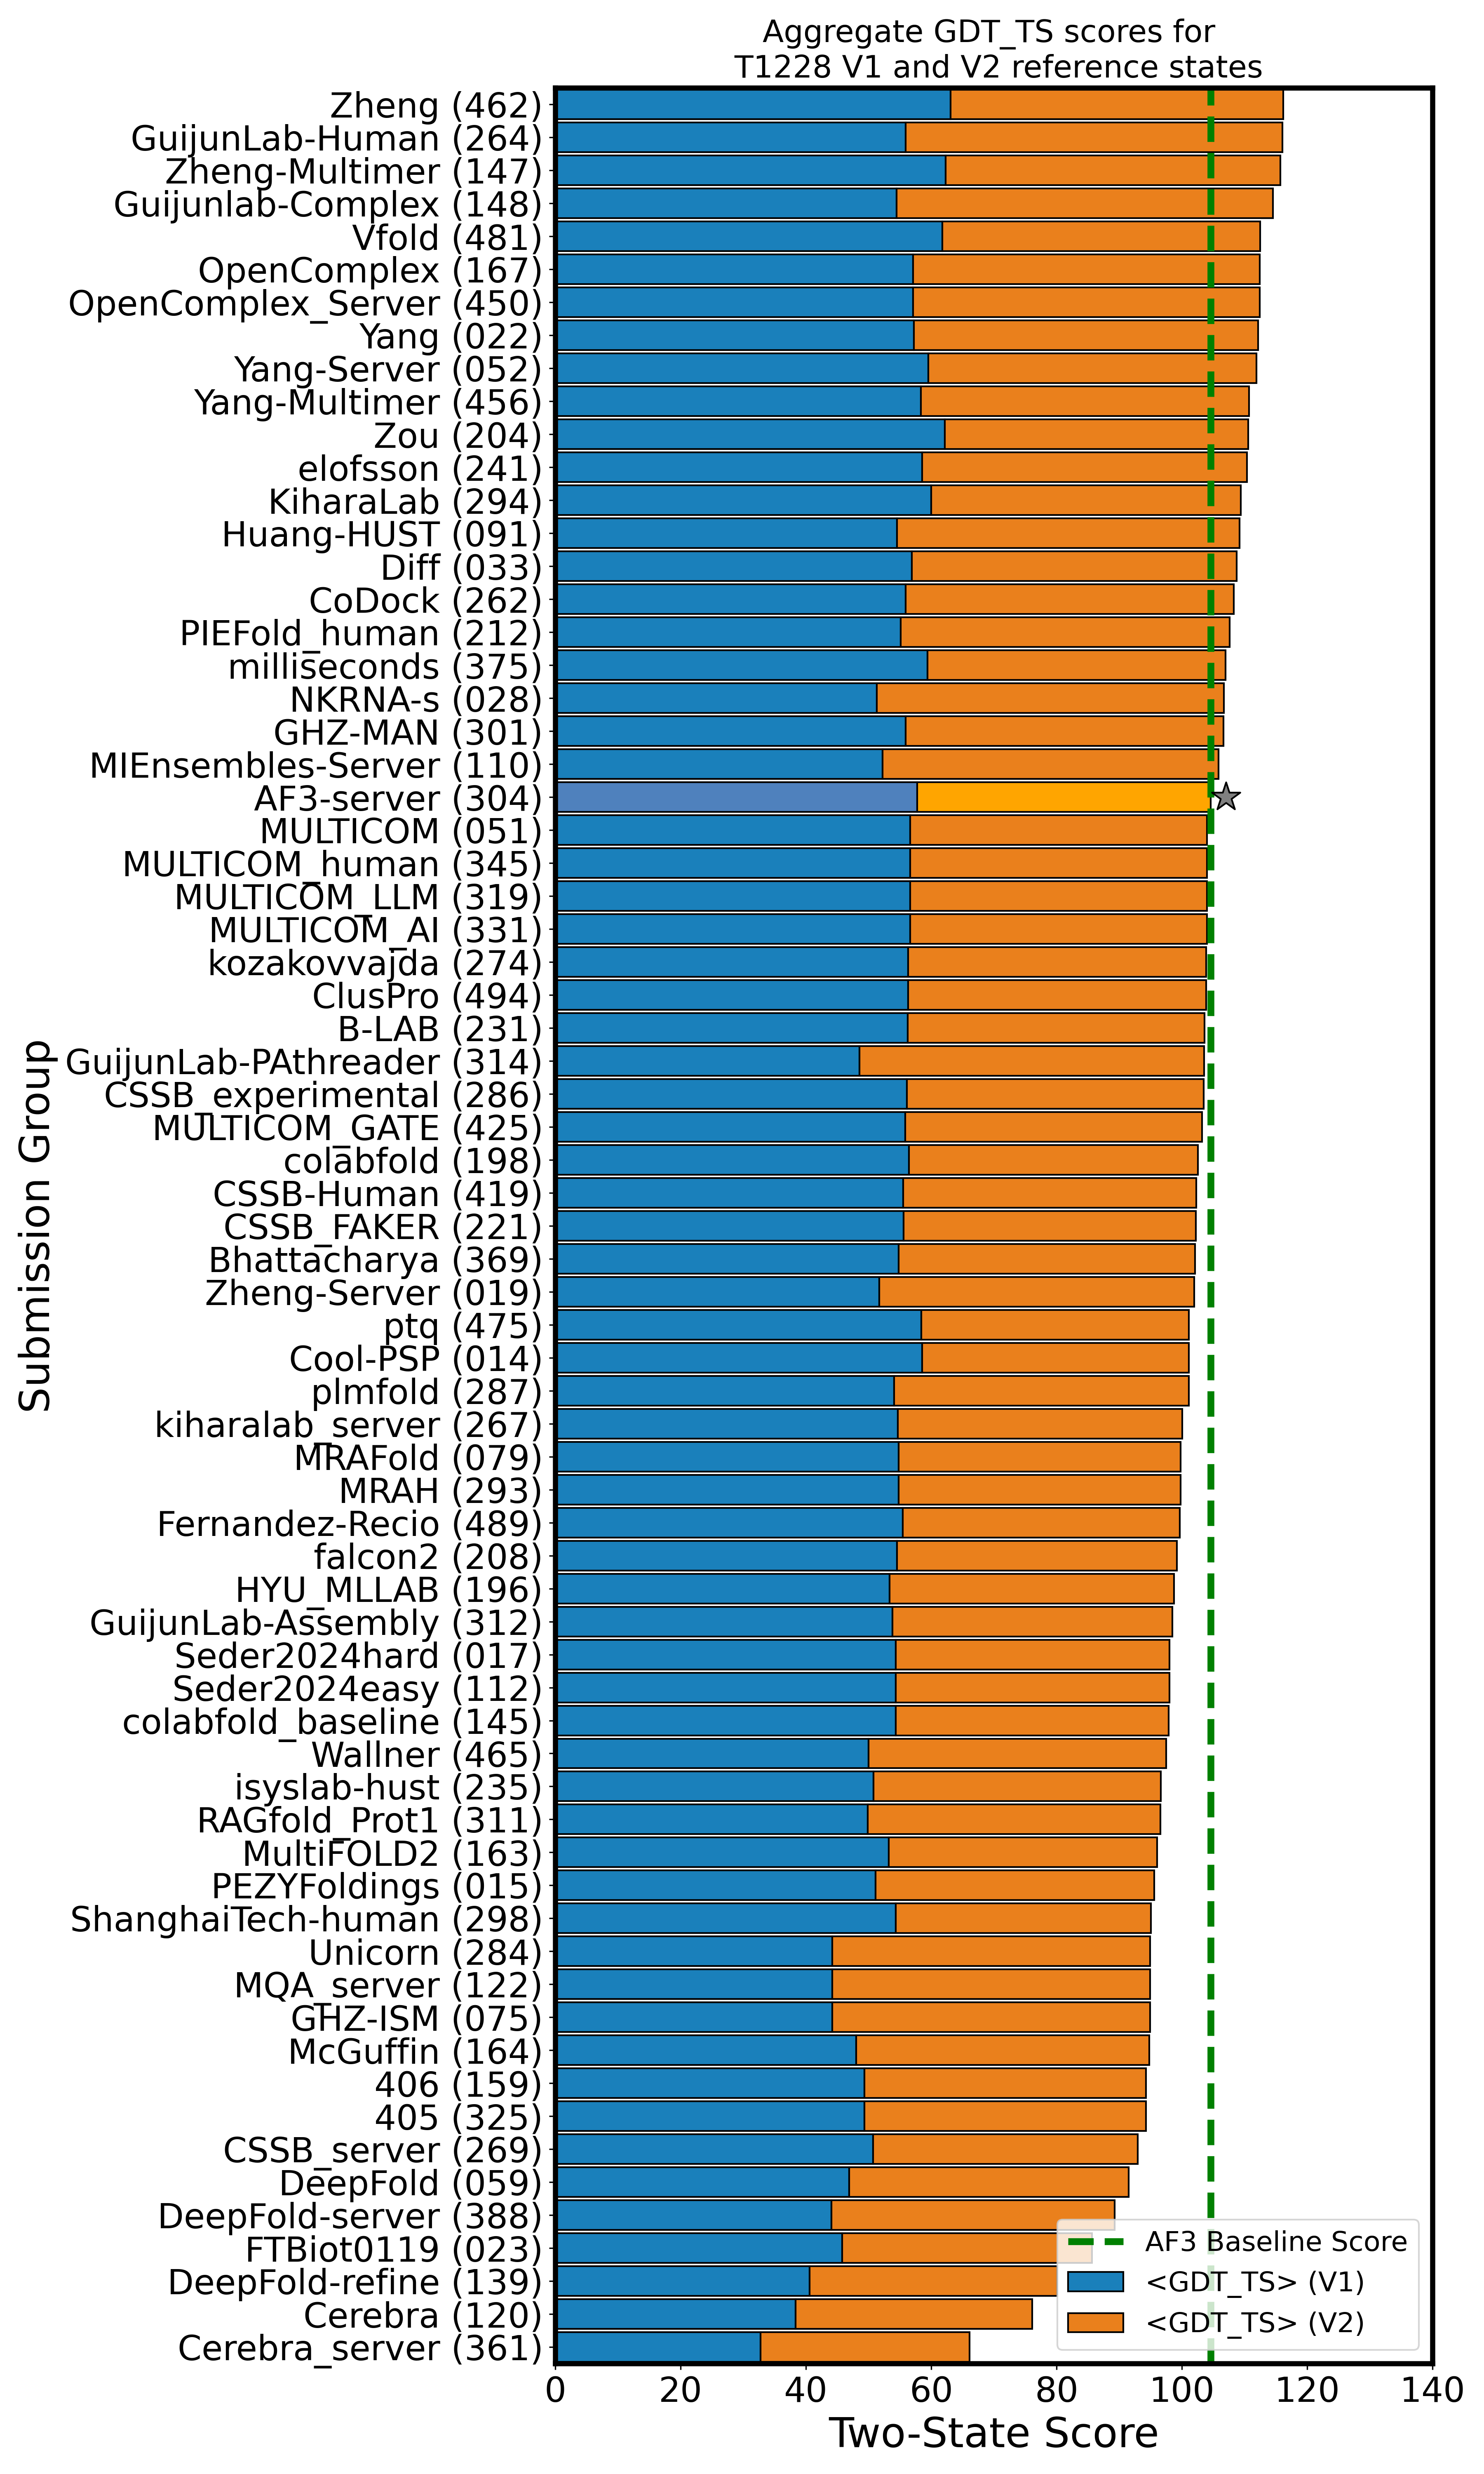 Aggregate GDT_TS scores for
T1228 V1 and V2 reference states
Zheng (462)
GuijunLab-Human (264)
Zheng-Multimer (147)
Guijunlab-Complex (148)
Vfold (481)
OpenComplex (167)
OpenComplex_Server (450)
Yang (022)
Yang-Server (052)
Yang-Multimer (456)
Zou (204)
elofsson (241)
KiharaLab (294)
Huang-HUST (091)
Diff (033)
CoDock (262)
PIEFold_human (212)
milliseconds (375)
NKRNA-s (028)
GHZ-MAN (301)
MIEnsembles-Server (110)
AF3-server (304)
MULTICOM (051)
MULTICOM_human (345)
MULTICOM_LLM (319)
MULTICOM_AI (331)
kozakovvajda (274)
ClusPro (494)
B-LAB (231)
GuijunLab-PAthreader (314)
CSSB_experimental (286)
MULTICOM_GATE (425)
colabfold (198)
CSSB-Human (419)
CSSB_FAKER (221)
Bhattacharya (369)
Zheng-Server (019)
ptq (475)
Cool-PSP (014)
plmfold (287)
kiharalab_server (267)
MRAFold (079)
MRAH (293)
Fernandez-Recio (489)
falcon2 (208)
HYU_MLLAB (196)
GuijunLab-Assembly (312)
Seder2024hard (017)
Seder2024easy (112)
colabfold_baseline (145)
Wallner (465)
isyslab-hust (235)
RAGfold_Prot1 (311)
MultiFOLD2 (163)
PEZYFoldings (015)
ShanghaiTech-human (298)
Unicorn (284)
MQA_server (122)
GHZ-ISM (075)
McGuffin (164)
406 (159)
405 (325)
CSSB_server (269)
DeepFold (059)
DeepFold-server (388)
FTBiot0119 (023)
DeepFold-refine (139)
Cerebra (120)
Cerebra_server (361)
Submission Group
AF3 Baseline Score
<GDT_TS> (V1)
<GDT_TS> (V2)
0 20 40 60 80 100 120 140
Two-State Score